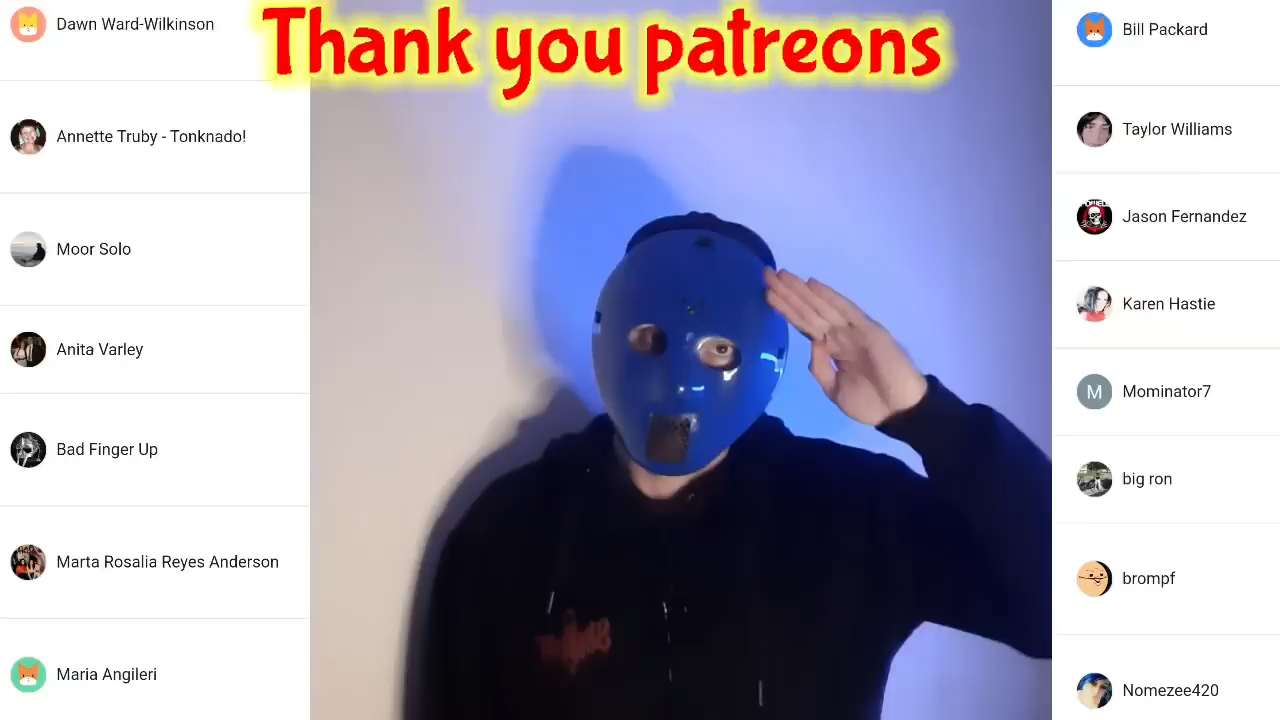 Thank you patreons
Dawn Ward-Wilkinson
Annette Truby - Tonknado!
Moor Solo
Anita Varley
Bad Finger Up
Marta Rosalia Reyes Anderson
Maria Angileri
Bill Packard
Taylor Williams
Jason Fernandez
Karen Hastie
M
Mominator7
big ron
brompf
Nomezee420